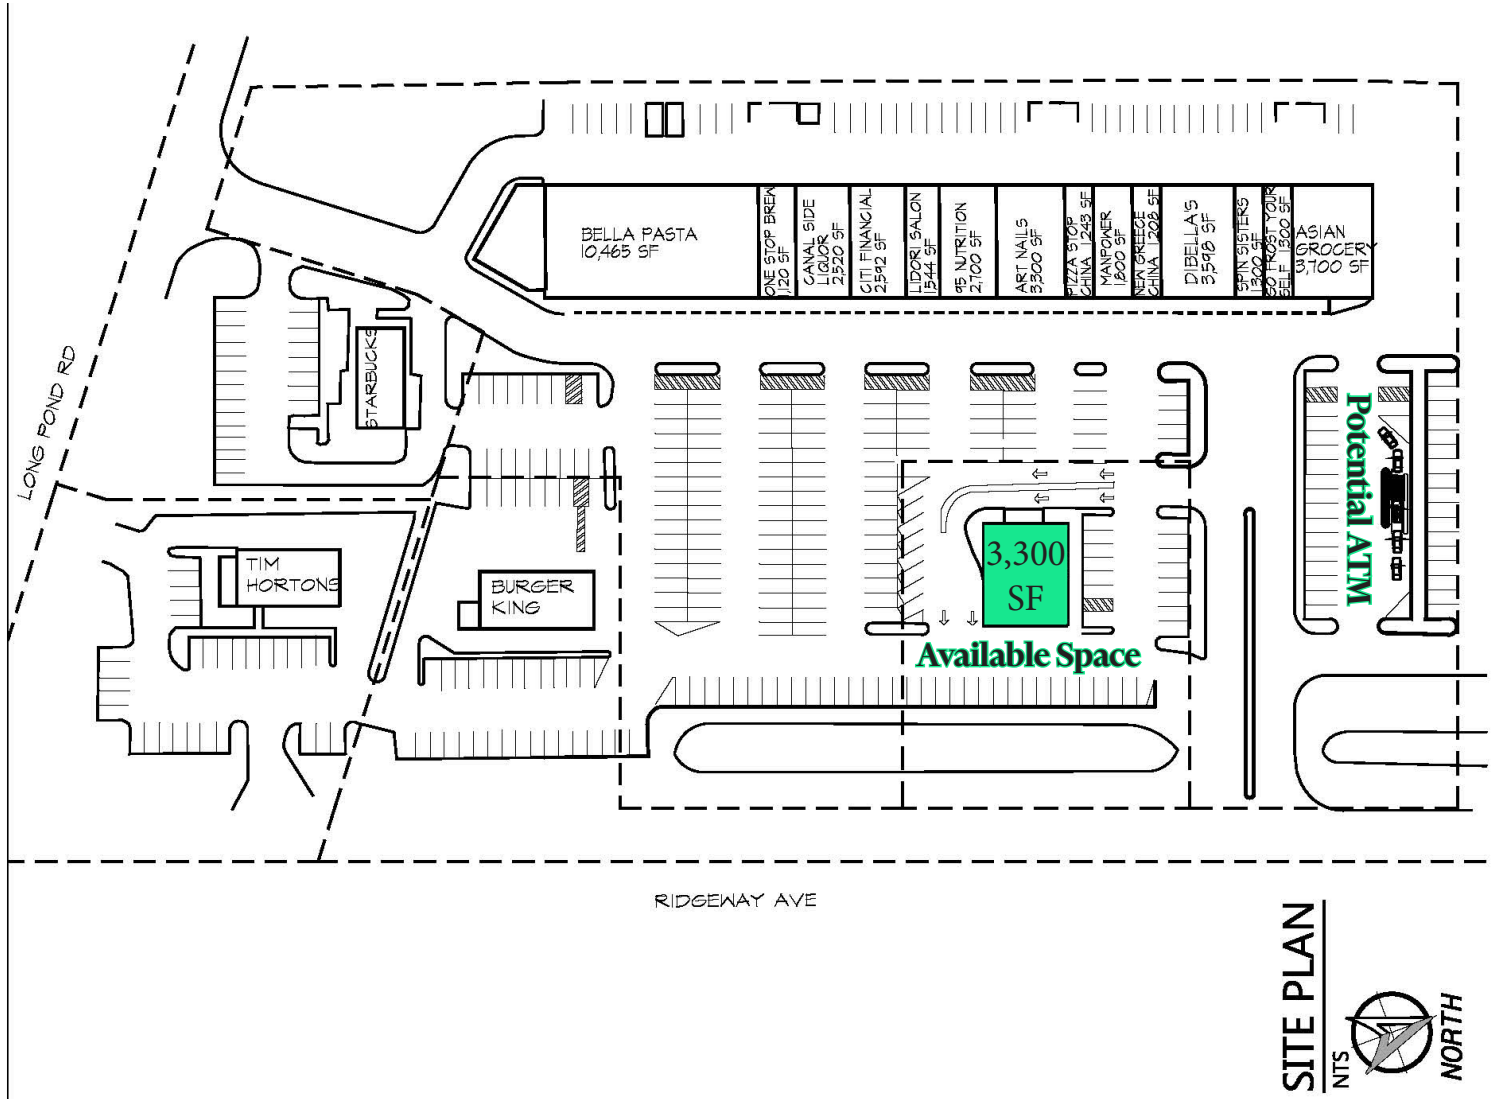 BELLA PASTA
10,465 SF
ONE STOP BREW
1,120 SF
CANAL SIDE
LIQUOR
2,520 SF
CITI FINANCIAL
2,592 SF
LIDORI SALON
1,544 SF
95 NUTRITION
2,700 SF
ART NAILS
3,300 SF
PIZZA STOP
CHINA 1,243 SF
MANPOWER
1,800 SF
NEW GREECE
CHINA 1,208 SF
DIBELLA'S
3,598 SF
SPIN SISTERS
1,300 SF
GO FROST YOUR
SELF 1,300 SF
ASIAN
GROCERY
3,700 SF
LONG POND RD
STARBUCKS
Potential ATM
TIM
HORTONS
BURGER
KING
3,300
SF
Available Space
RIDGEWAY AVE
SITE PLAN
NTS
NORTH